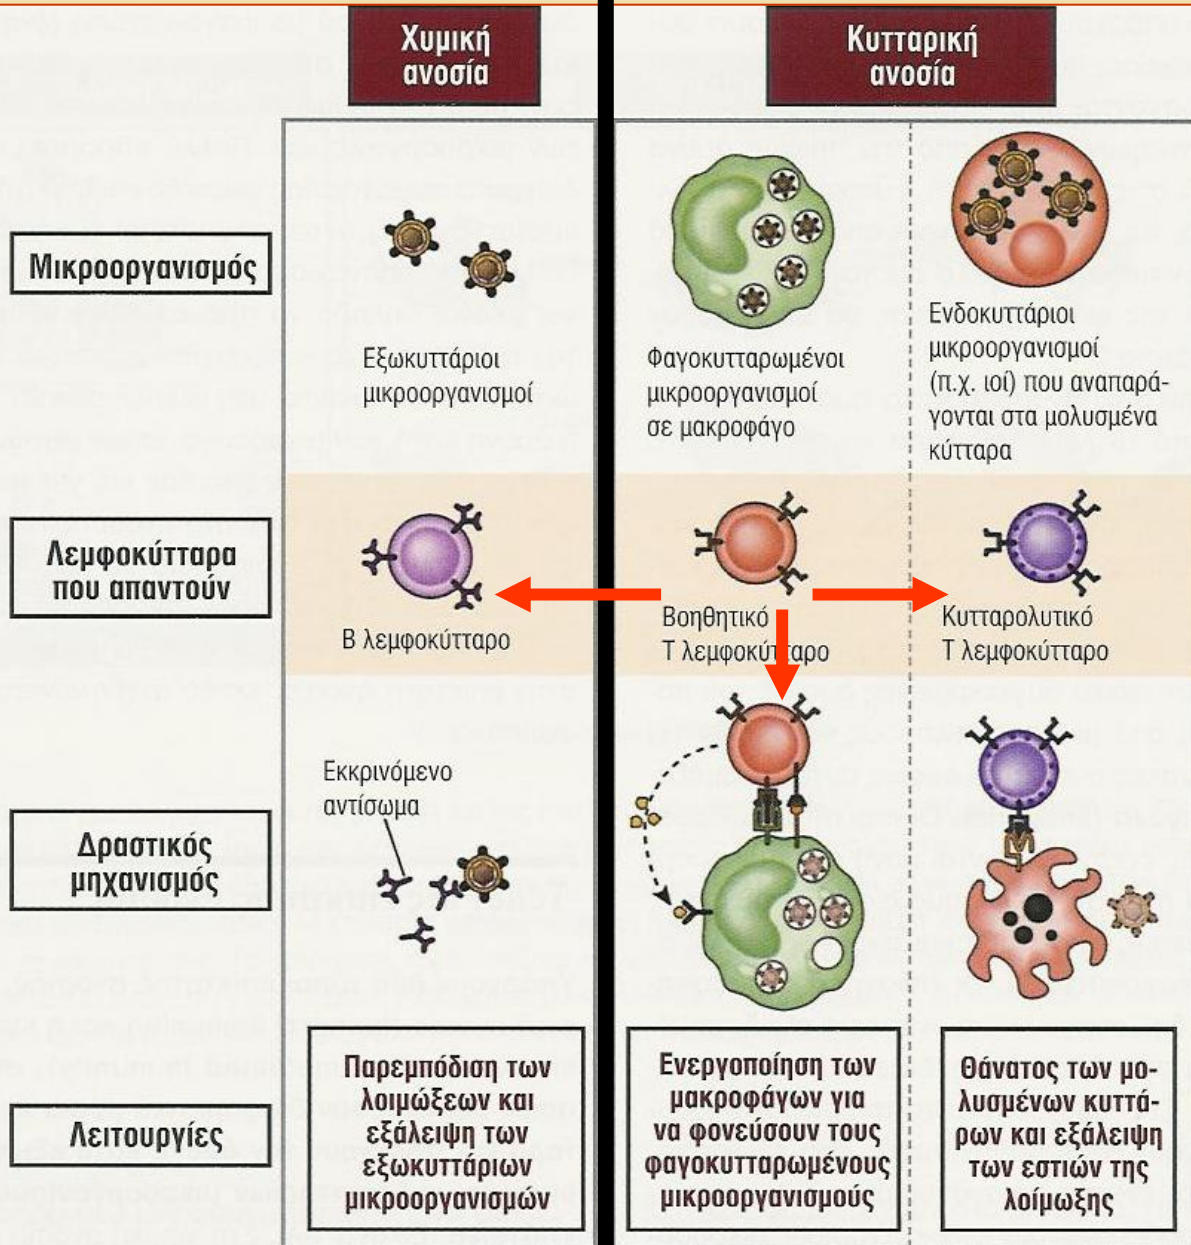 Χυμική
ανοσία
Κυτταρική
ανοσία
Μικροοργανισμός
Εξωκυττάριοι
μικροοργανισμοί
Φαγοκυτταρωμένοι
μικροοργανισμοί
σε μακροφάγο
Ενδοκυττάριοι
μικροοργανισμοί
(π.χ. ιοί) που αναπαρά-
γονται στα μολυσμένα
κύτταρα
Λεμφοκύτταρα
που απαντούν
Β λεμφοκύτταρο
Βοηθητικό
Τ λεμφοκύτταρο
Κυτταρολυτικό
Τ λεμφοκύτταρο
Δραστικός
μηχανισμός
Εκκρινόμενο
αντίσωμα
Λειτουργίες
Παρεμπόδιση των
λοιμώξεων και
εξάλειψη των
εξωκυττάριων
μικροοργανισμών
Ενεργοποίηση των
μακροφάγων για
να φονεύσουν τους
φαγοκυτταρωμένους
μικροοργανισμούς
Θάνατος των μο-
λυσμένων κυττά-
ρων και εξάλειψη
των εστιών της
λοίμωξης